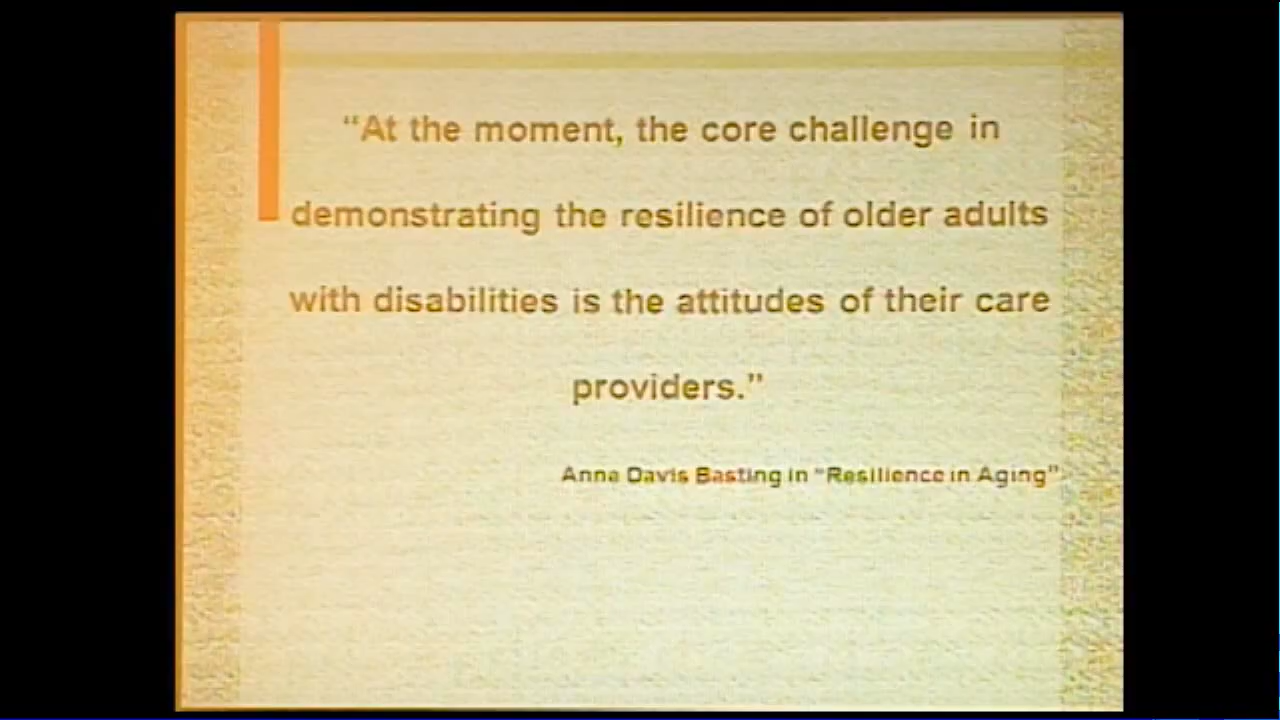 “At the moment, the core challenge in
demonstrating the resilience of older adults
with disabilities is the attitudes of their care
providers.”
Anne Davis Basting in “Resilience in Aging”